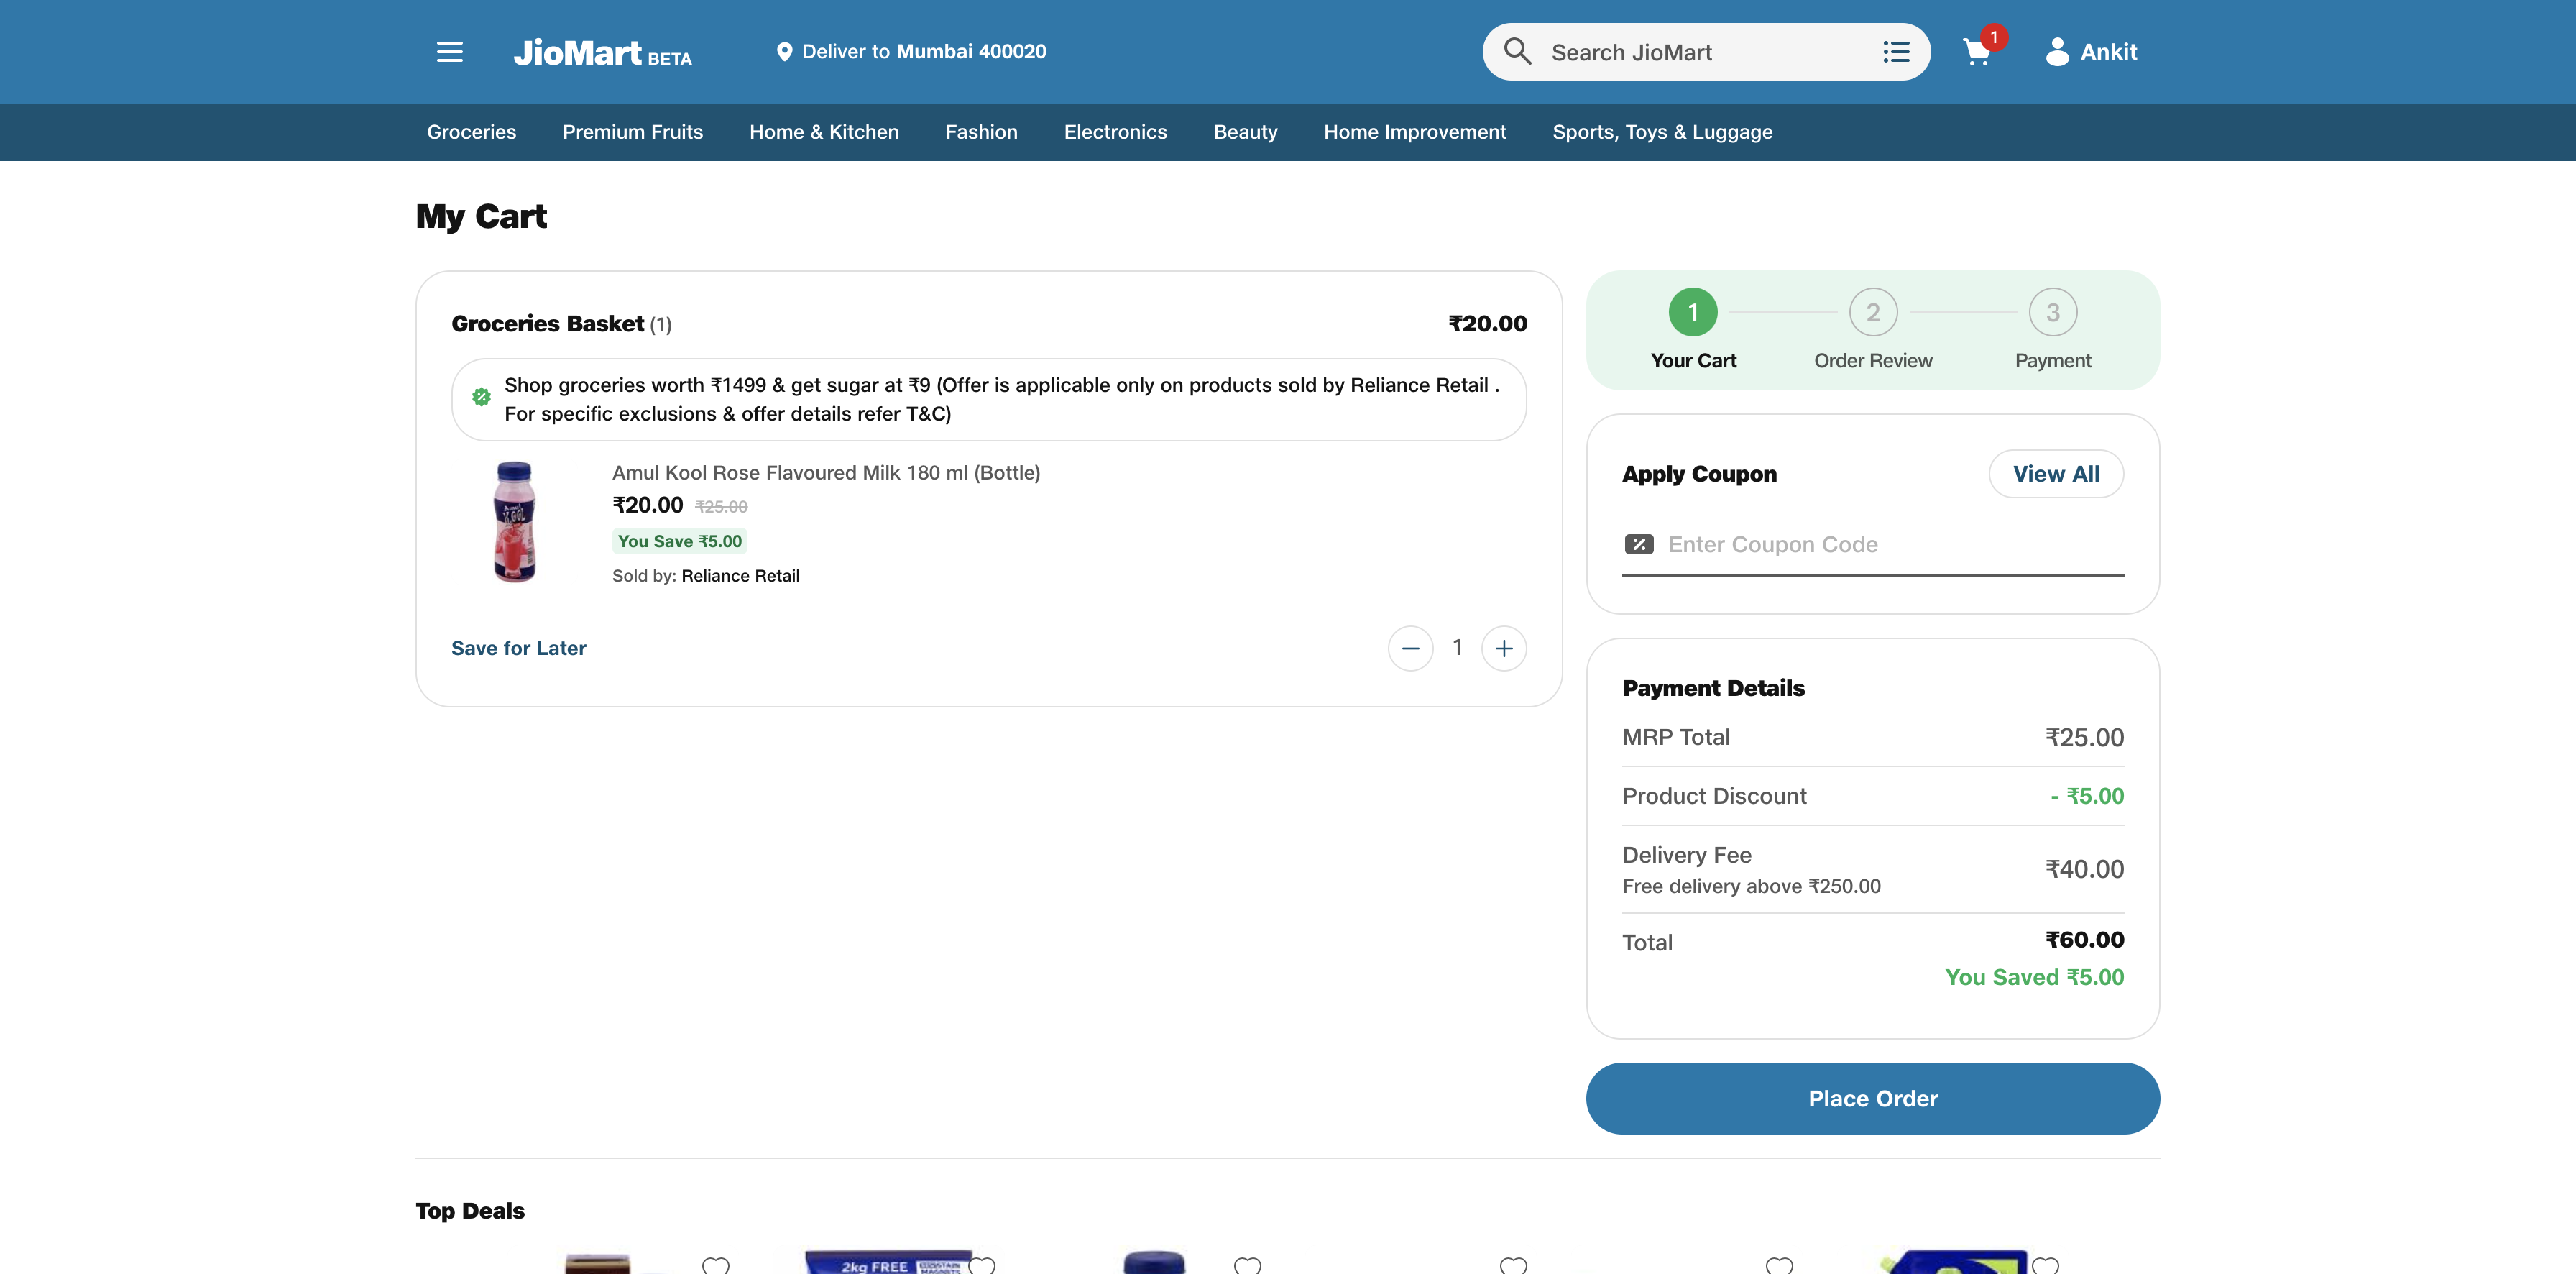 JioMart BETA
Deliver to Mumbai 400020
Search JioMart
1
Ankit
Groceries Premium Fruits Home & Kitchen Fashion Electronics Beauty Home Improvement Sports, Toys & Luggage
My Cart
Groceries Basket (1) ₹20.00
Shop groceries worth ₹1499 & get sugar at ₹9 (Offer is applicable only on products sold by Reliance Retail .
For specific exclusions & offer details refer T&C)
Amul Kool Rose Flavoured Milk 180 ml (Bottle)
₹20.00 ₹25.00
You Save ₹5.00
Sold by: Reliance Retail
Save for Later
1
1 2 3
Your Cart Order Review Payment
Apply Coupon View All
Enter Coupon Code
Payment Details
MRP Total ₹25.00
Product Discount - ₹5.00
Delivery Fee ₹40.00
Free delivery above ₹250.00
Total ₹60.00
You Saved ₹5.00
Place Order
Top Deals
2kg FREE